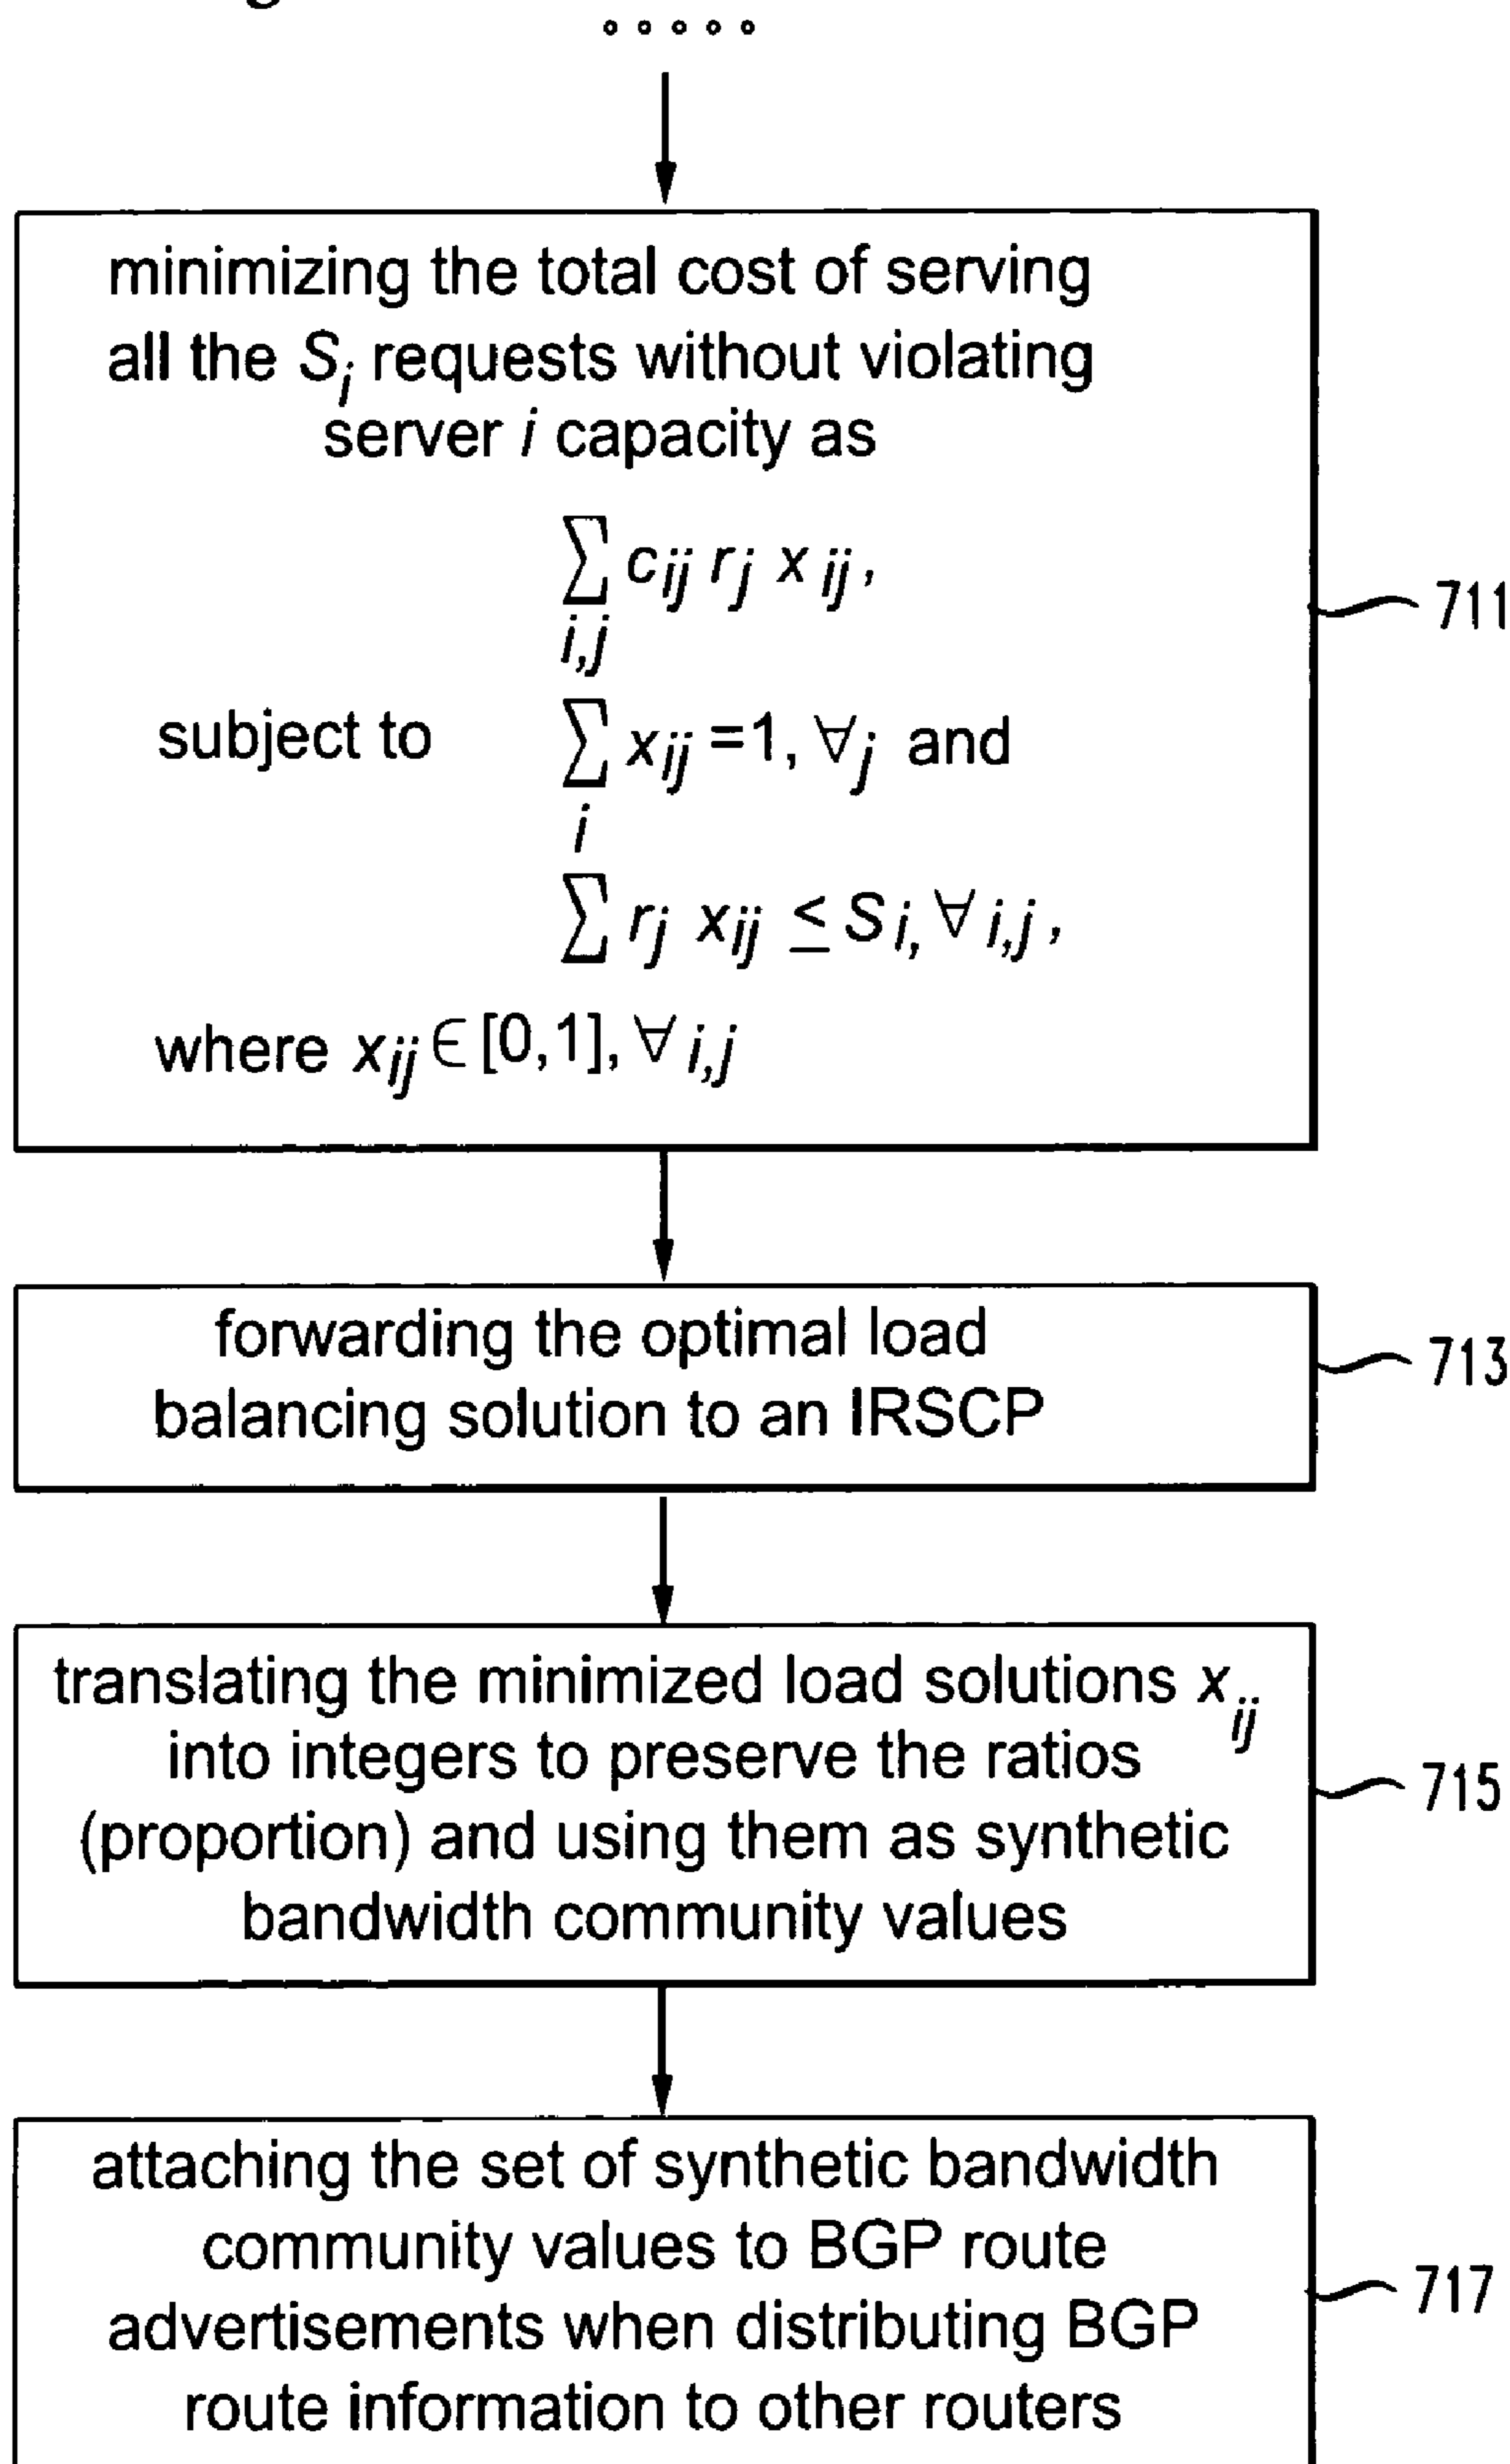 minimizing the total cost of serving
all the S_i requests without violating
server i capacity as
∑ c_ij r_j x_ij ,
i,j
subject to ∑ x_ij =1, ∀_j and
i
∑ r_j x_ij ≤ S_i, ∀_i,j ,
where x_ij ∈ [0,1], ∀ i,j
711
forwarding the optimal load
balancing solution to an IRSCP
713
translating the minimized load solutions x_ij
into integers to preserve the ratios
(proportion) and using them as synthetic
bandwidth community values
715
attaching the set of synthetic bandwidth
community values to BGP route
advertisements when distributing BGP
route information to other routers
717